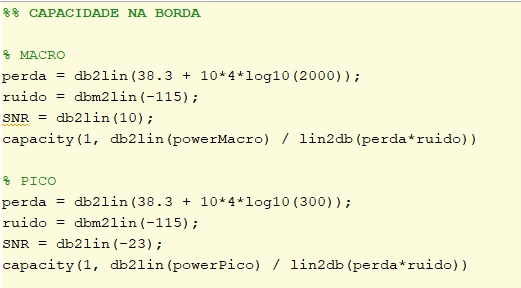 %% CAPACIDADE NA BORDA
% MACRO
perda = db2lin(38.3 + 10*4*log10(2000));
ruido = dbm2lin(-115);
SNR = db2lin(10);
capacity(1, db2lin(powerMacro) / lin2db(perda*ruido))
% PICO
perda = db2lin(38.3 + 10*4*log10(300));
ruido = dbm2lin(-115);
SNR = db2lin(-23);
capacity(1, db2lin(powerPico) / lin2db(perda*ruido))